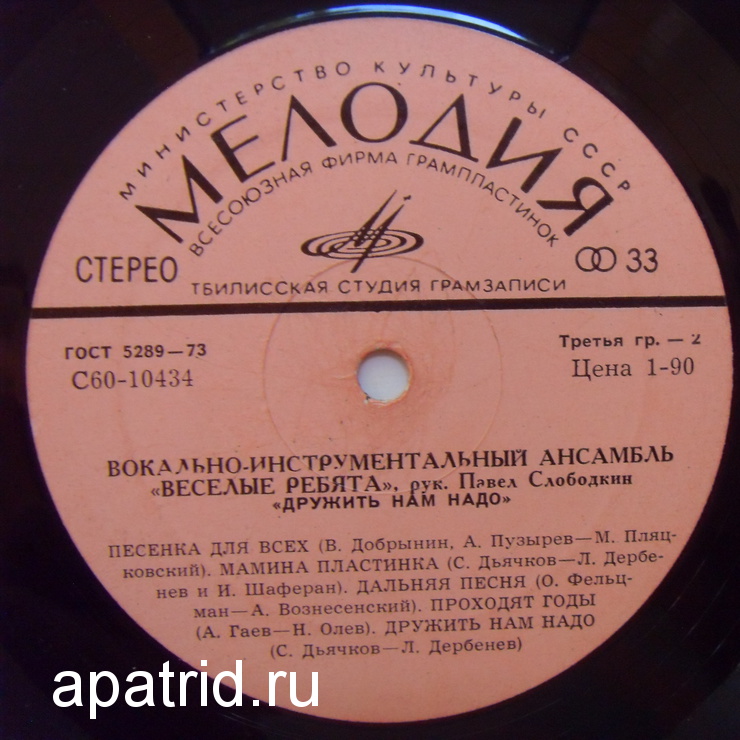 МИНИСТЕРСТВО КУЛЬТУРЫ СССР
МЕЛОДИЯ
ВСЕСОЮЗНАЯ ФИРМА ГРАМПЛАСТИНОК
СТЕРЕО
33
ТБИЛИССКАЯ СТУДИЯ ГРАМЗАПИСИ
ГОСТ 5289—73
Третья гр. — 2
С60-10434
Цена 1-90
ВОКАЛЬНО-ИНСТРУМЕНТАЛЬНЫЙ АНСАМБЛЬ
«ВЕСЕЛЫЕ РЕБЯТА», рук. Павел Слободкин
«ДРУЖИТЬ НАМ НАДО»
ПЕСЕНКА ДЛЯ ВСЕХ (В. Добрынин, А. Пузырев—М. Пляц-
ковский). МАМИНА ПЛАСТИНКА (С. Дьячков—Л. Дербе-
нев и И. Шаферан). ДАЛЬНЯЯ ПЕСНЯ (О. Фельц-
ман—А. Вознесенский). ПРОХОДЯТ ГОДЫ
(А. Гаев—Н. Олев). ДРУЖИТЬ НАМ НАДО
(С. Дьячков—Л. Дербенев)
apatrid.ru